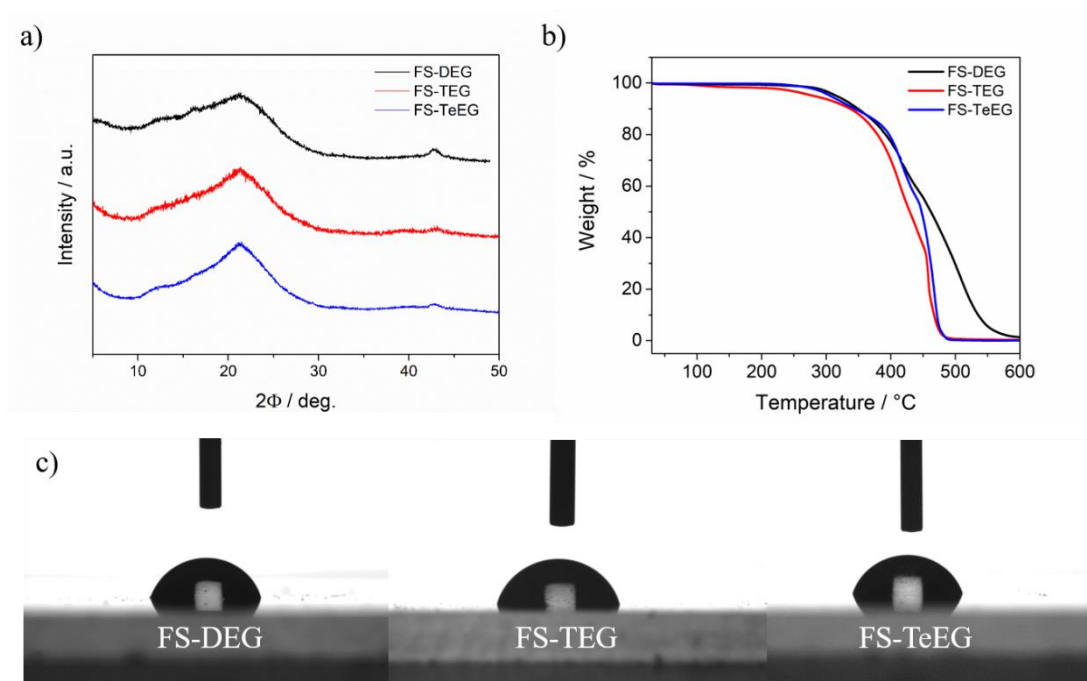 a)
FS-DEG
FS-TEG
FS-TeEG
Intensity / a.u.
10
20
30
40
50
2Φ / deg.
b)
FS-DEG
FS-TEG
FS-TeEG
100
80
60
40
20
0
Weight / %
100
200
300
400
500
600
Temperature / °C
c)
FS-DEG
FS-TEG
FS-TeEG